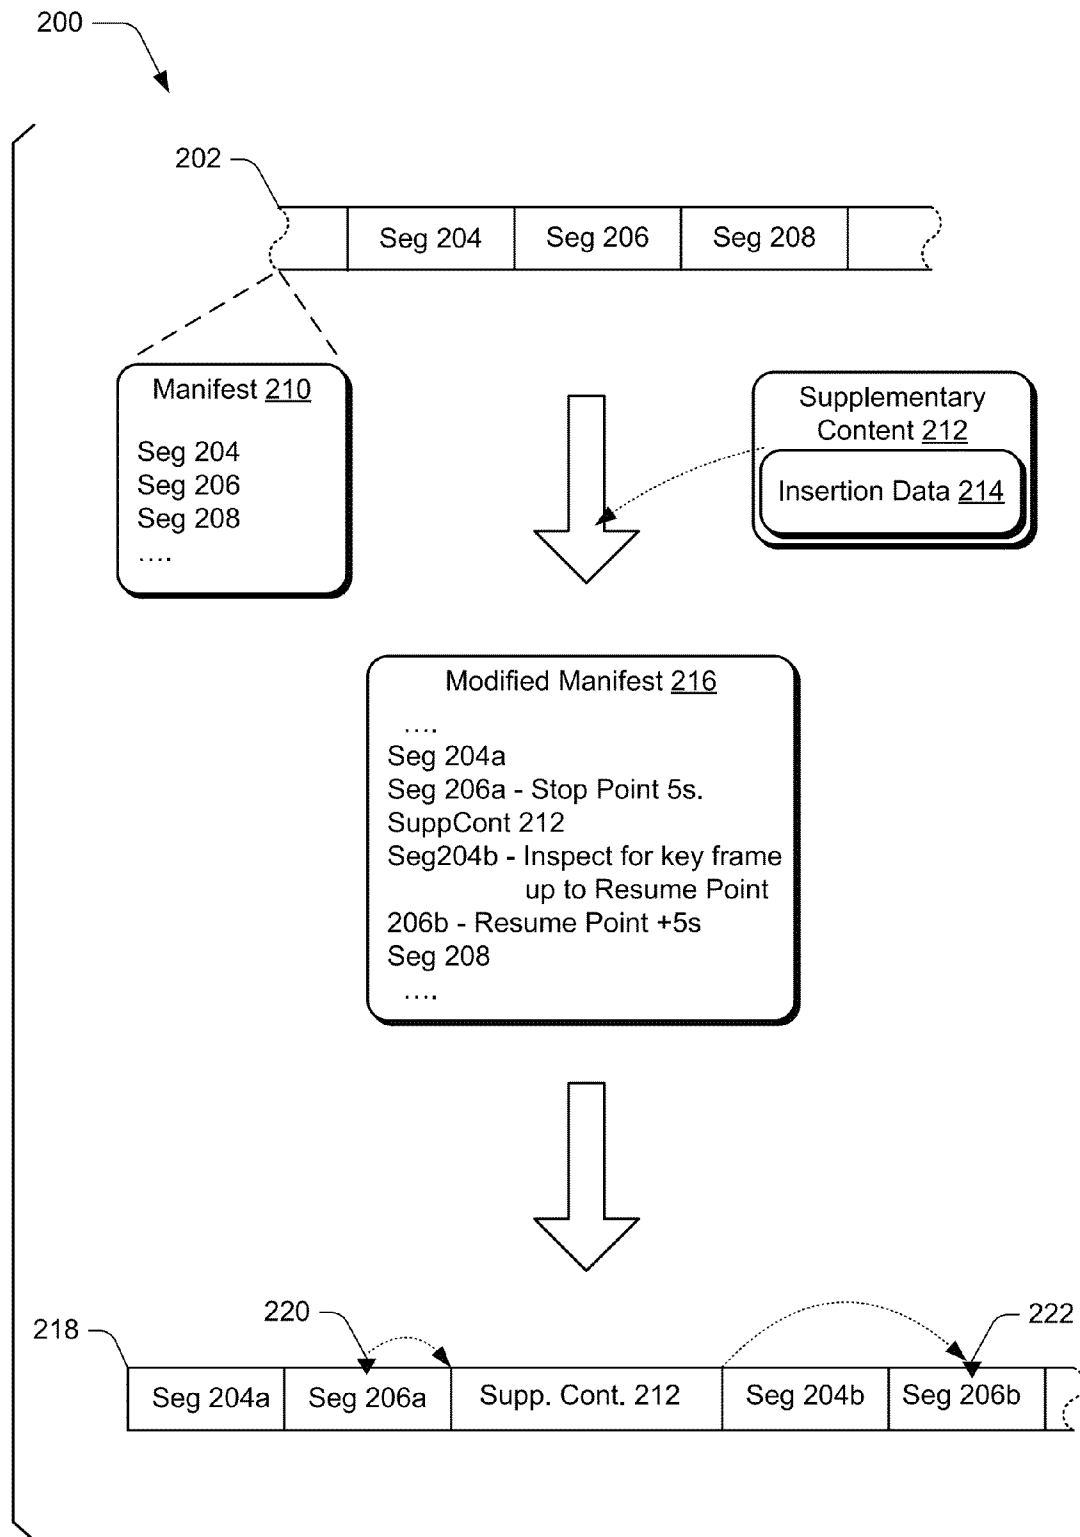 200
202
Seg 204 Seg 206 Seg 208
Manifest 210
Seg 204
Seg 206
Seg 208
....
Supplementary
Content 212
Insertion Data 214
Modified Manifest 216
....
Seg 204a
Seg 206a - Stop Point 5s.
SuppCont 212
Seg204b - Inspect for key frame
up to Resume Point
206b - Resume Point +5s
Seg 208
....
220
222
218
Seg 204a Seg 206a Supp. Cont. 212 Seg 204b Seg 206b